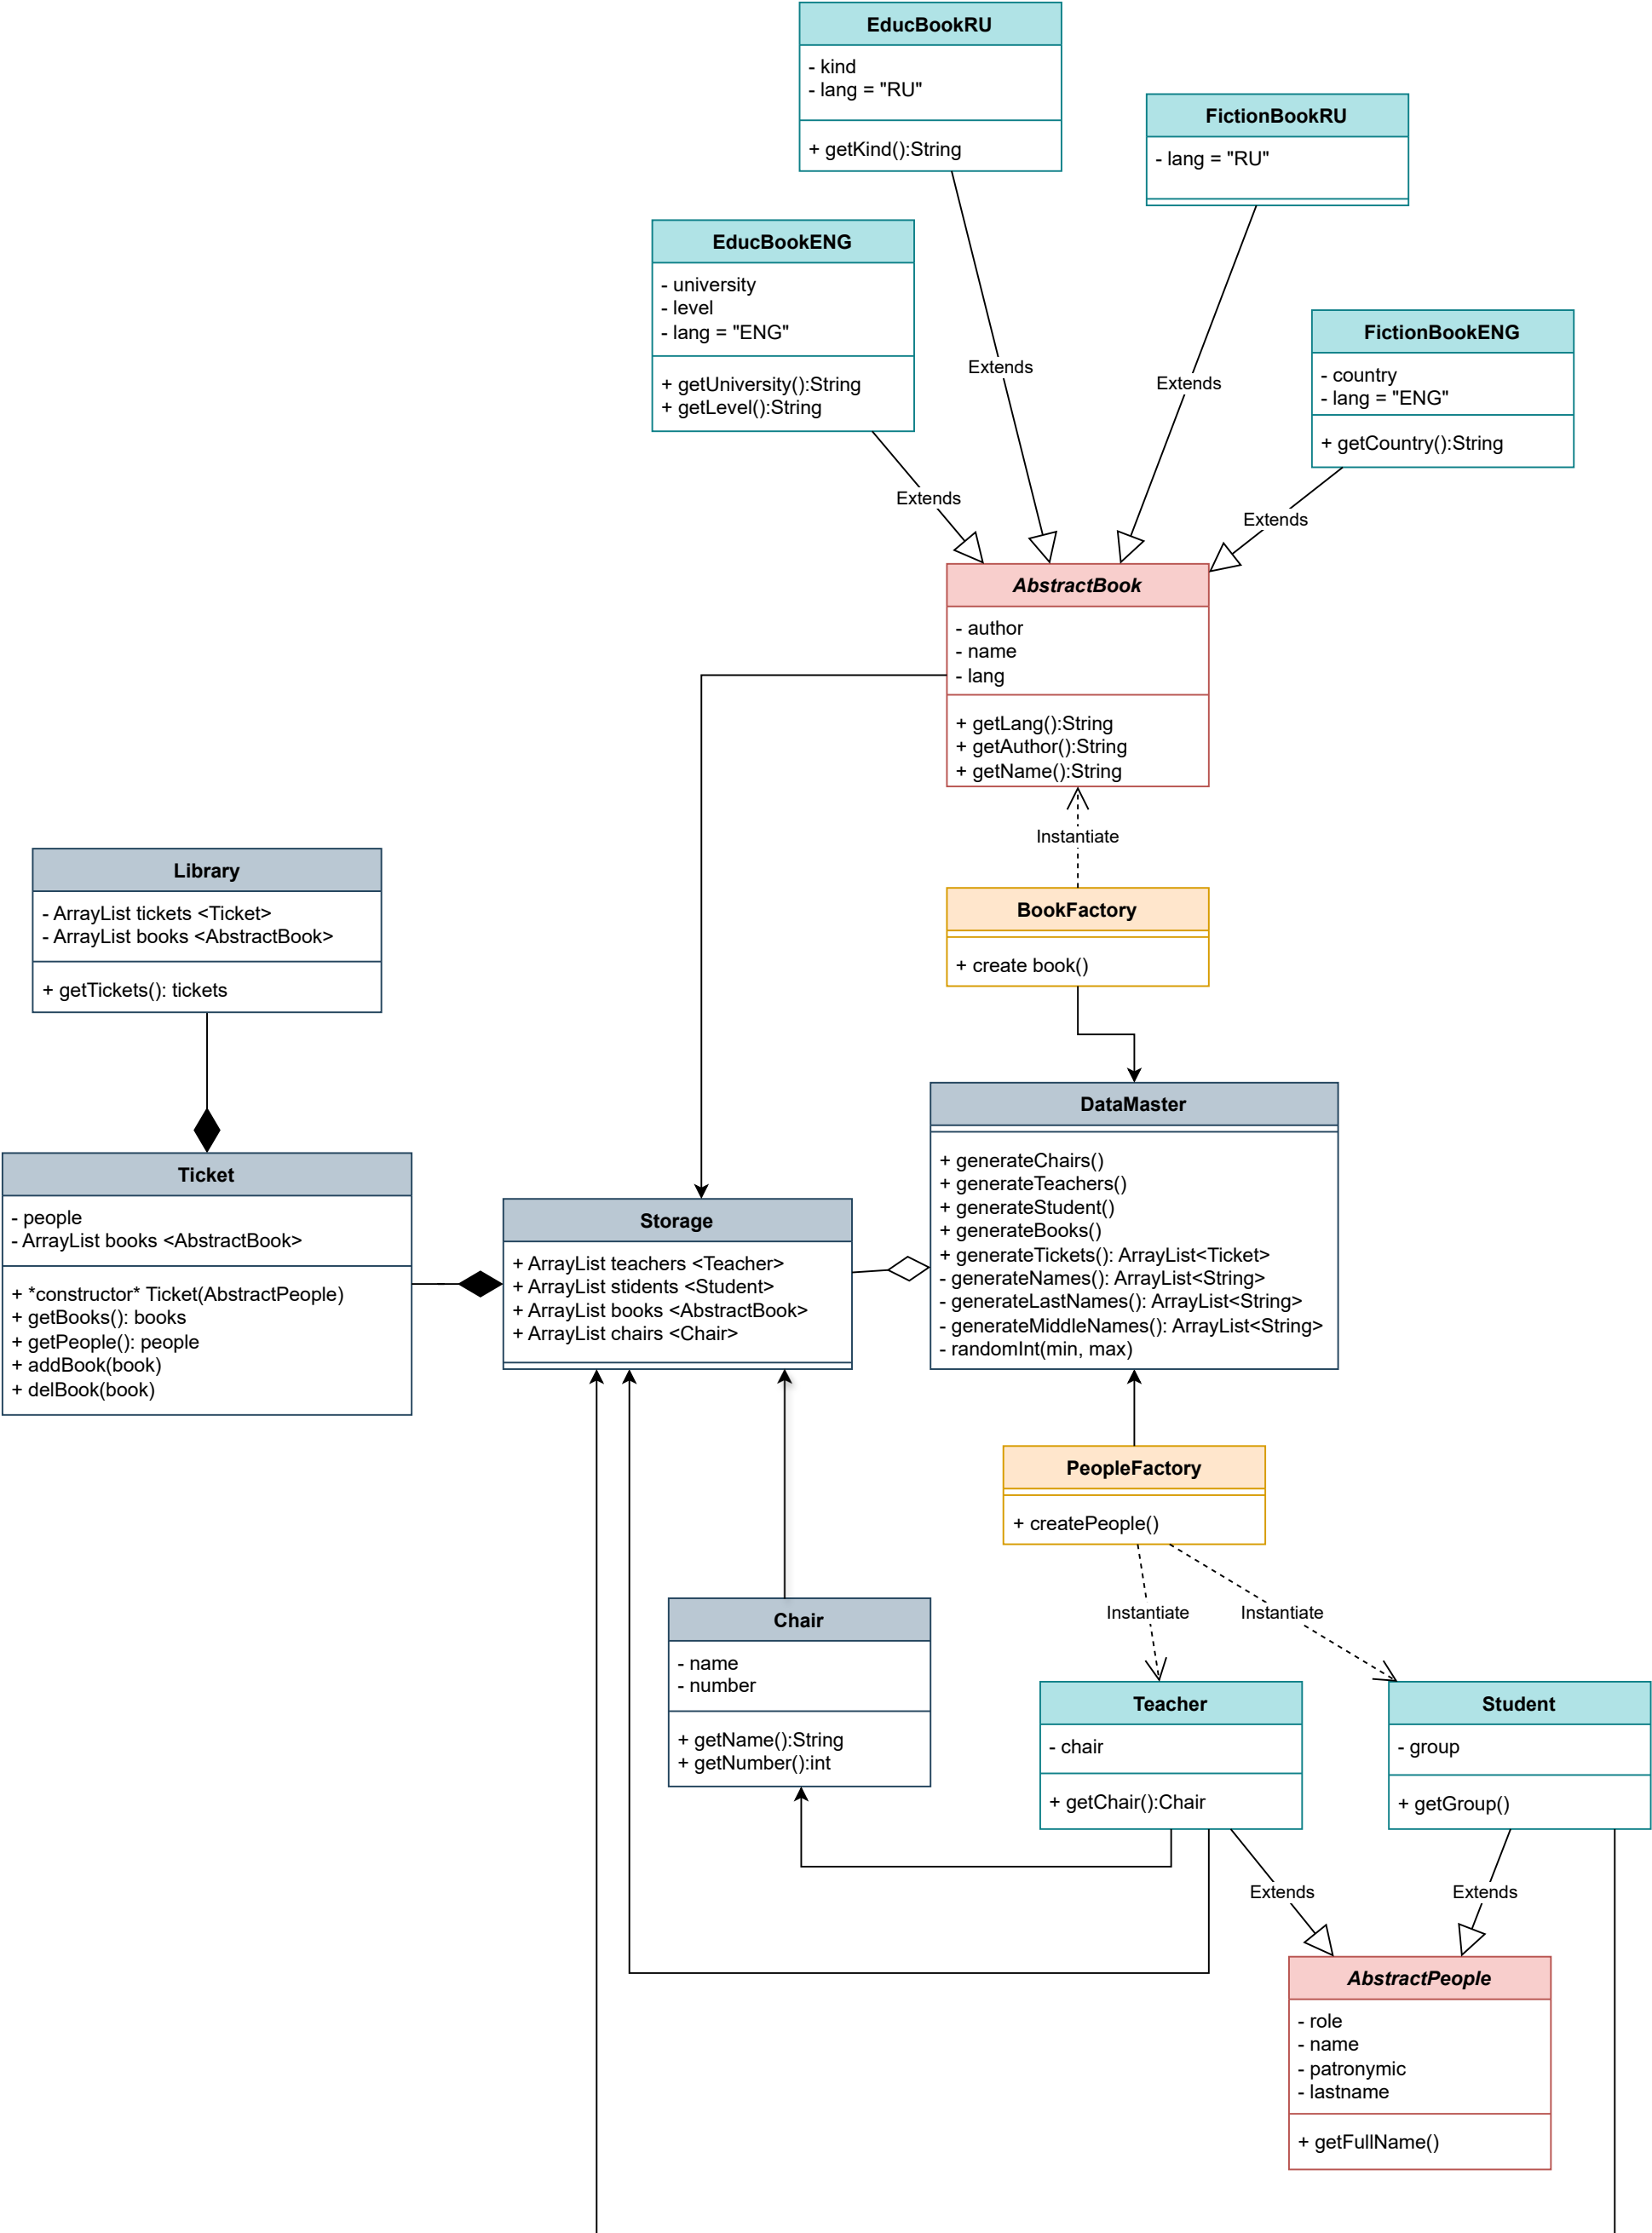 EducBookRU
- kind
- lang = "RU"
+ getKind():String
FictionBookRU
- lang = "RU"
EducBookENG
- university
- level
- lang = "ENG"
+ getUniversity():String
+ getLevel():String
FictionBookENG
- country
- lang = "ENG"
+ getCountry():String
Extends
Extends
Extends
Extends
AbstractBook
- author
- name
- lang
+ getLang():String
+ getAuthor():String
+ getName():String
Instantiate
Library
- ArrayList tickets <Ticket>
- ArrayList books <AbstractBook>
+ getTickets(): tickets
BookFactory
+ create book()
DataMaster
+ generateChairs()
+ generateTeachers()
+ generateStudent()
+ generateBooks()
+ generateTickets(): ArrayList<Ticket>
- generateNames(): ArrayList<String>
- generateLastNames(): ArrayList<String>
- generateMiddleNames(): ArrayList<String>
- randomInt(min, max)
Ticket
- people
- ArrayList books <AbstractBook>
+ *constructor* Ticket(AbstractPeople)
+ getBooks(): books
+ getPeople(): people
+ addBook(book)
+ delBook(book)
Storage
+ ArrayList teachers <Teacher>
+ ArrayList stidents <Student>
+ ArrayList books <AbstractBook>
+ ArrayList chairs <Chair>
PeopleFactory
+ createPeople()
Instantiate
Instantiate
Chair
- name
- number
+ getName():String
+ getNumber():int
Teacher
- chair
+ getChair():Chair
Student
- group
+ getGroup()
Extends
Extends
AbstractPeople
- role
- name
- patronymic
- lastname
+ getFullName()